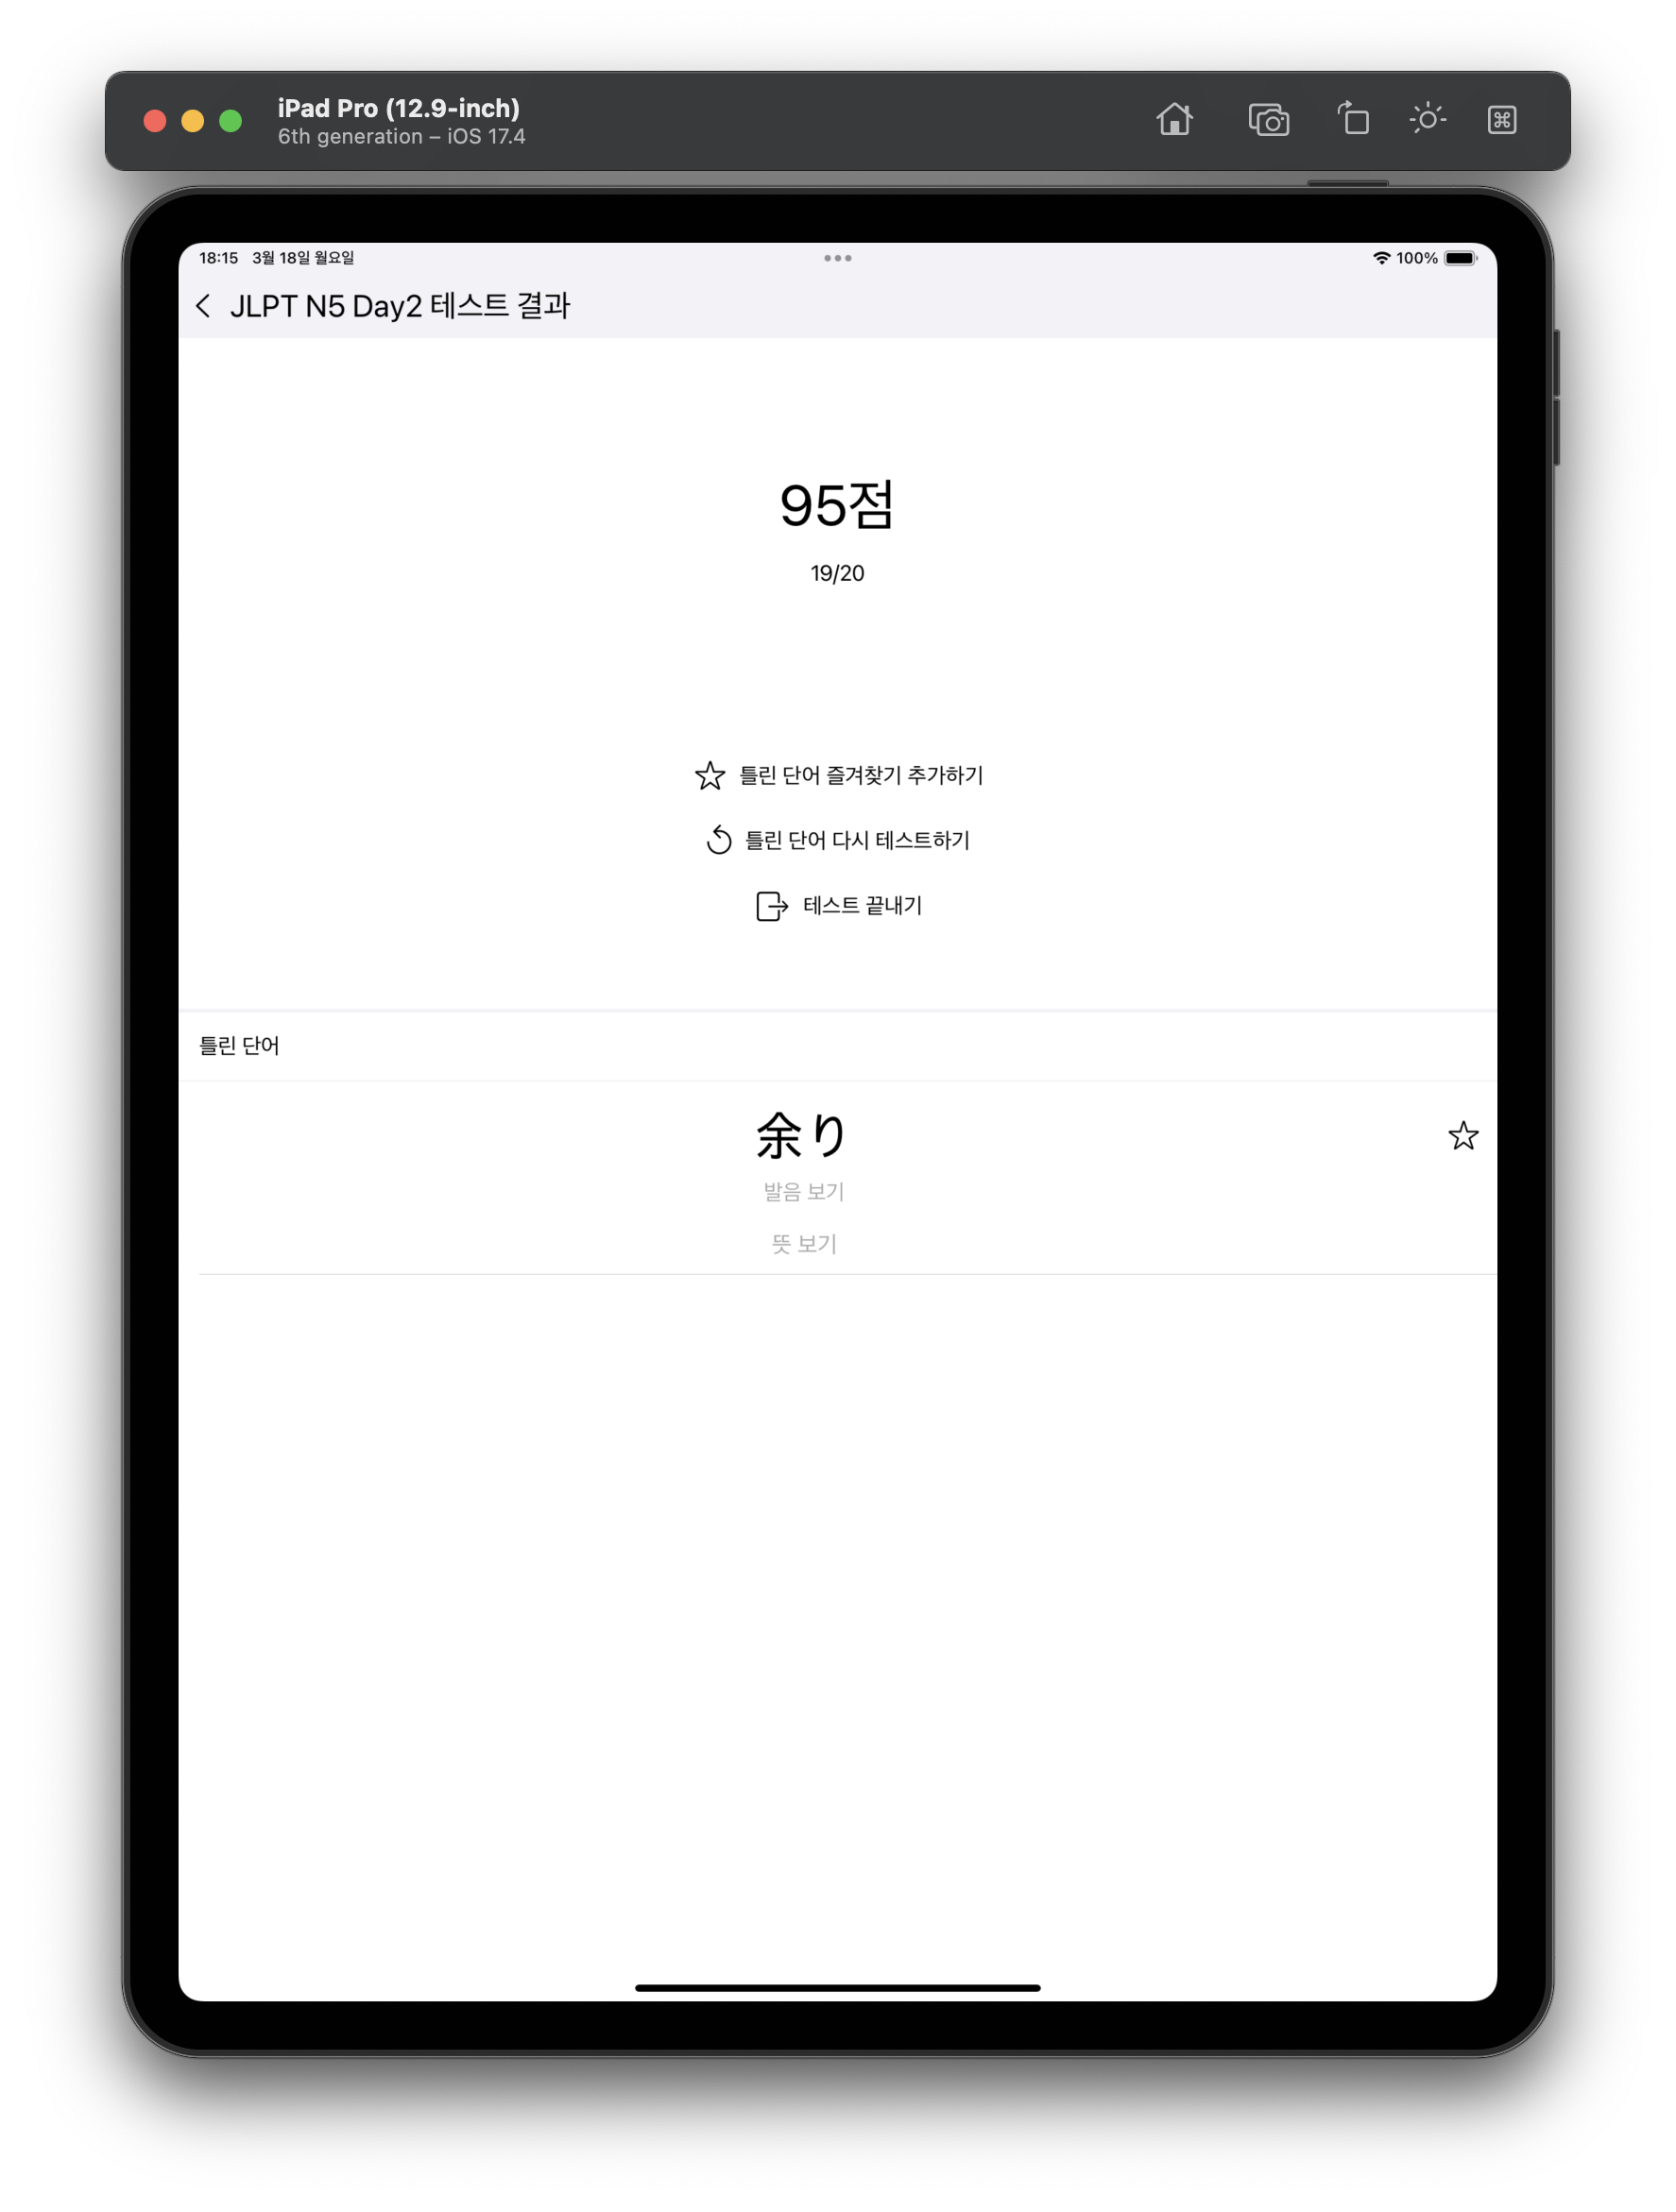 iPad Pro (12.9-inch)
6th generation – iOS 17.4
18:15 3월 18일 월요일
100%
JLPT N5 Day2 테스트 결과
95점
19/20
틀린 단어 즐겨찾기 추가하기
틀린 단어 다시 테스트하기
테스트 끝내기
틀린 단어
余り
발음 보기
뜻 보기